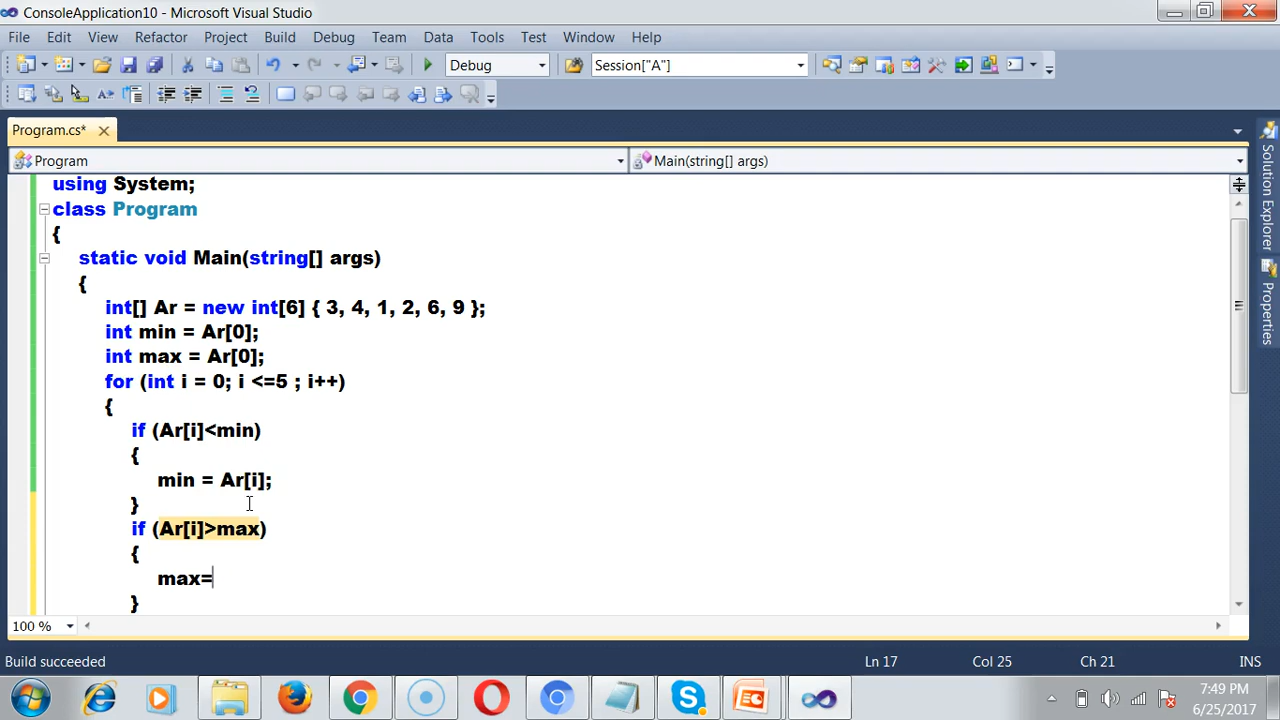 ConsoleApplication10 - Microsoft Visual Studio
File Edit View Refactor Project Build Debug Team Data Tools Test Window Help
Debug Session["A"]
Program.cs*
Program Main(string[] args)
using System;
class Program
{
static void Main(string[] args)
{
int[] Ar = new int[6] { 3, 4, 1, 2, 6, 9 };
int min = Ar[0];
int max = Ar[0];
for (int i = 0; i <=5 ; i++)
{
if (Ar[i]<min)
{
min = Ar[i];
}
if (Ar[i]>max)
{
max=
}
100 %
Solution Explorer
Properties
Build succeeded Ln 17 Col 25 Ch 21 INS
7:49 PM
6/25/2017